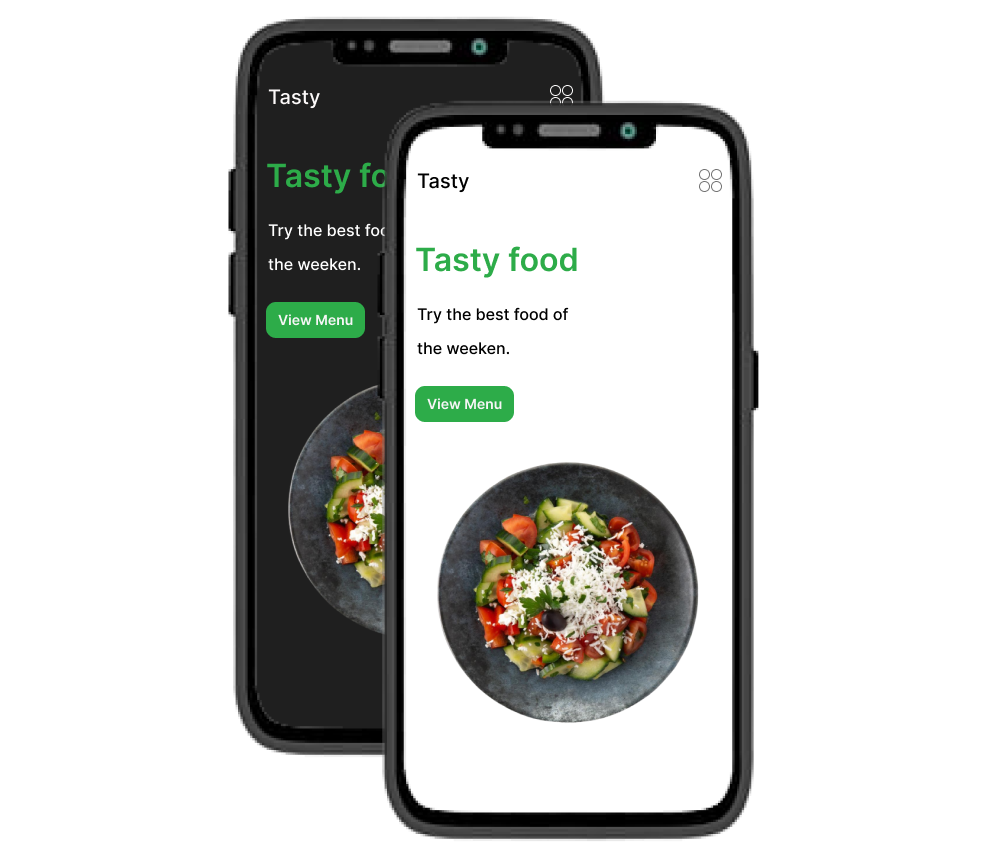 Tasty
Tasty fo
Try the best foo
the weeken.
View Menu
Tasty
Tasty food
Try the best food of
the weeken.
View Menu